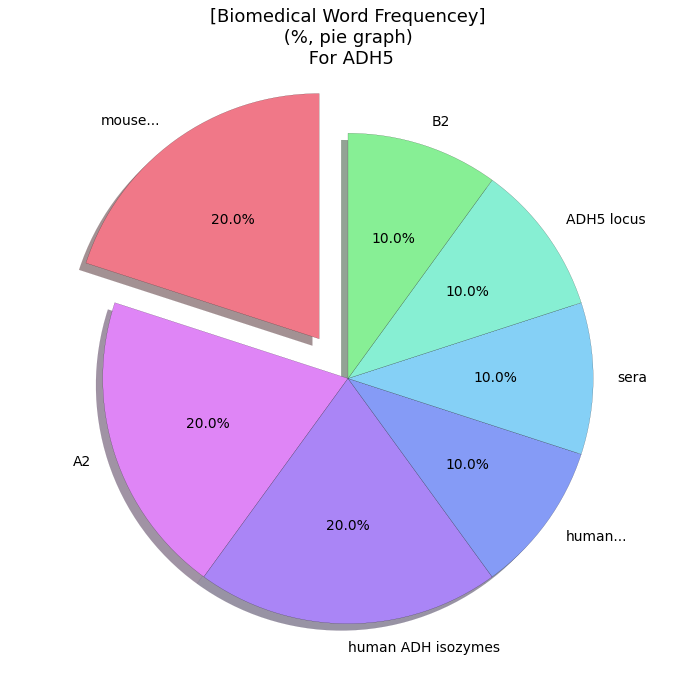 [Biomedical Word Frequencey]
(%, pie graph)
For ADH5
mouse...
B2
ADH5 locus
20.0%
10.0%
10.0%
sera
10.0%
20.0%
10.0%
A2
20.0%
human...
human ADH isozymes